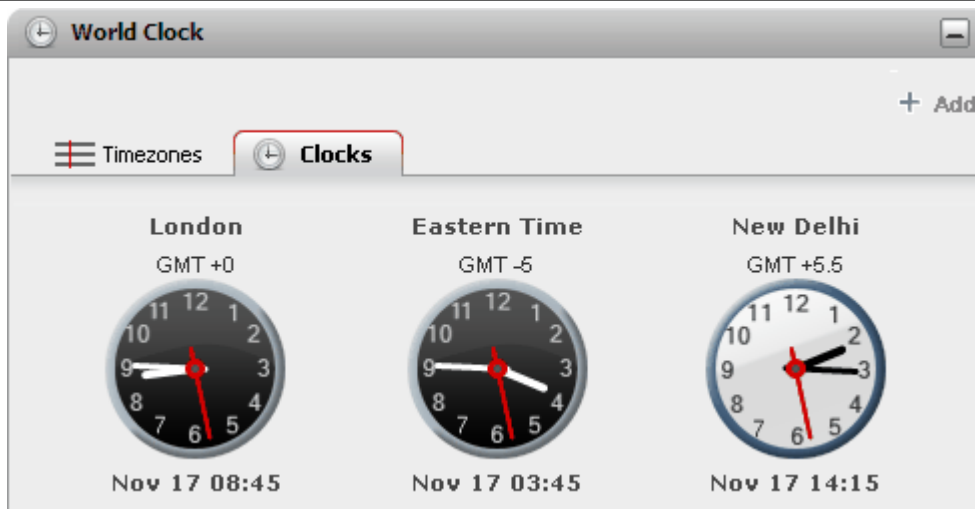 World Clock
+ Add
Timezones
Clocks
London
Eastern Time
New Delhi
GMT +0
GMT -5
GMT +5.5
12 1 2 3 4 5 6 7 8 9 10 11
12 1 2 3 4 5 6 7 8 9 10 11
12 1 2 3 4 5 6 7 8 9 10 11
Nov 17 08:45
Nov 17 03:45
Nov 17 14:15